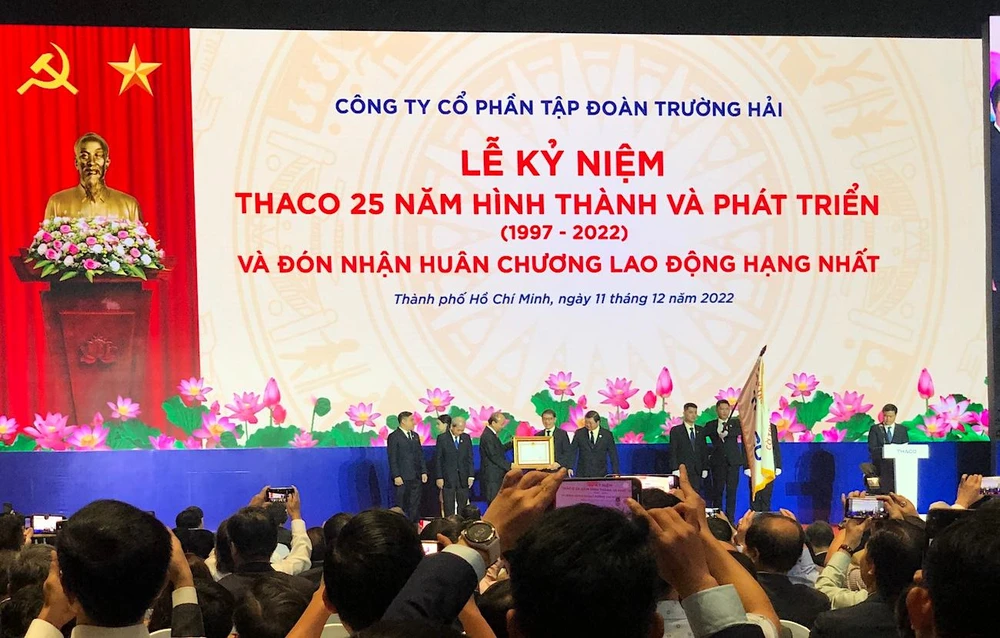 CÔNG TY CỔ PHẦN TẬP ĐOÀN TRƯỜNG HẢI
LỄ KỶ NIỆM
THACO 25 NĂM HÌNH THÀNH VÀ PHÁT TRIỂN
(1997 - 2022)
VÀ ĐÓN NHẬN HUÂN CHƯƠNG LAO ĐỘNG HẠNG NHẤT
Thành phố Hồ Chí Minh, ngày 11 tháng 12 năm 2022
THACO